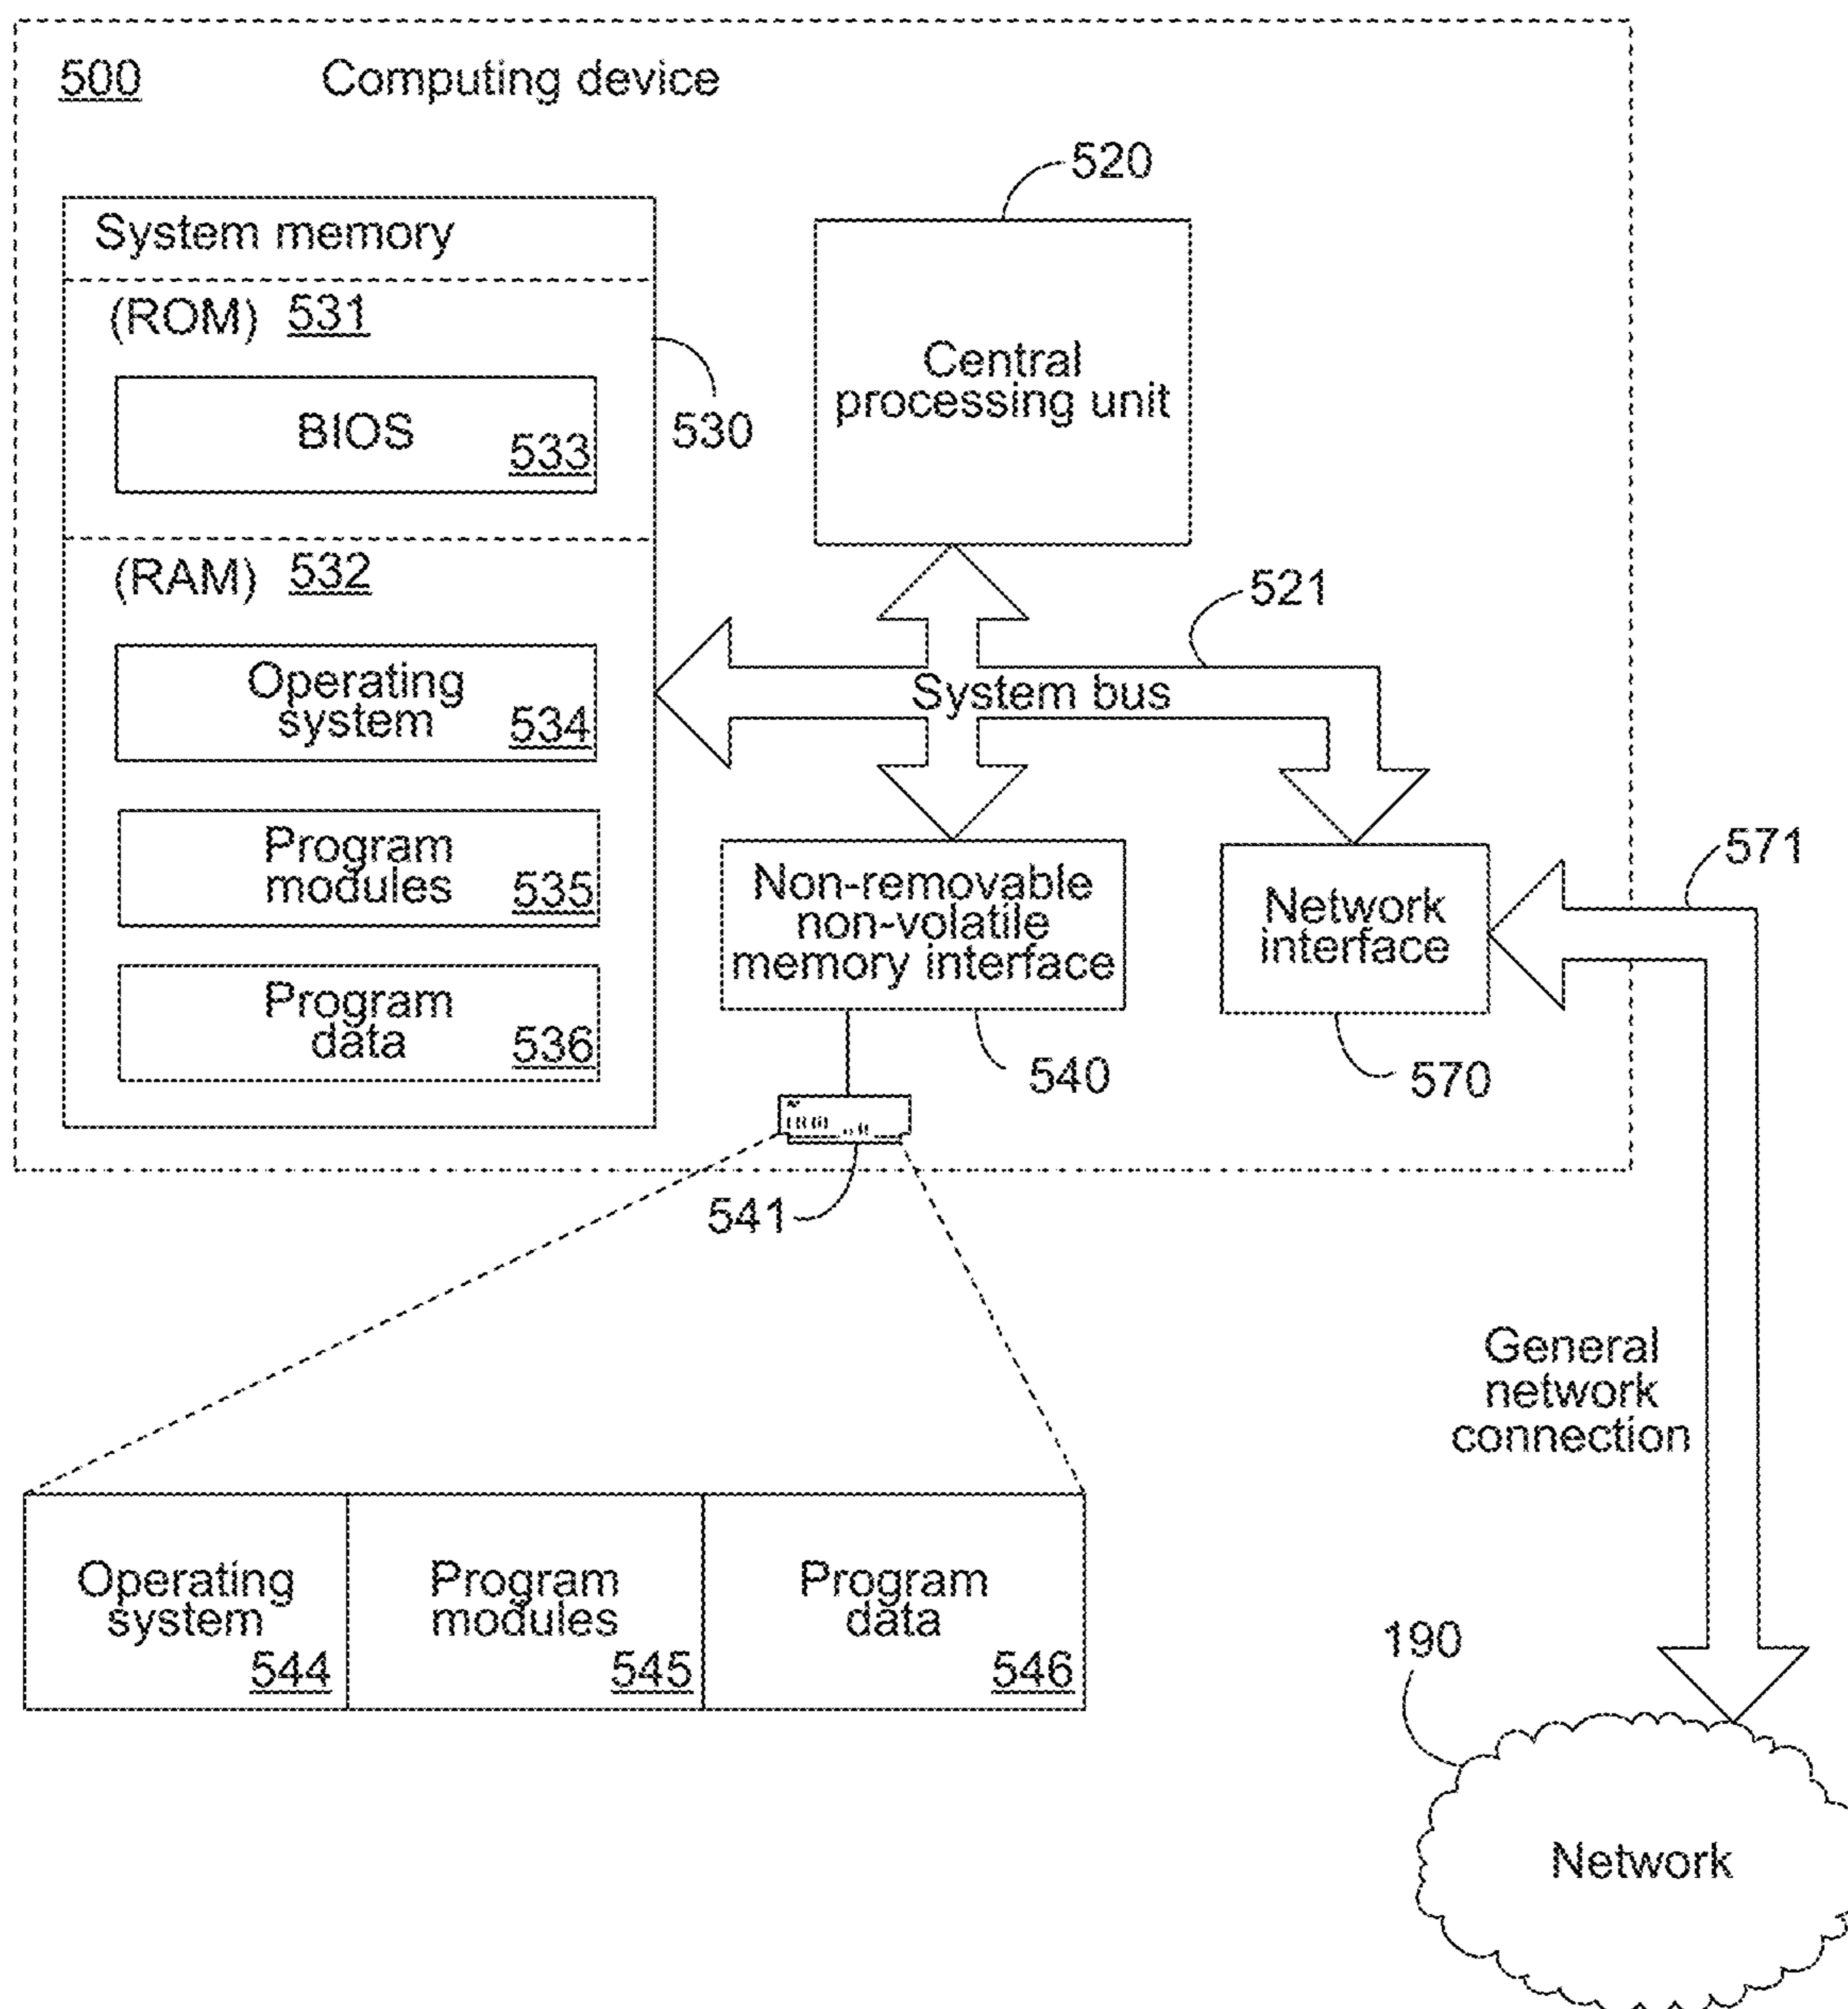 500 Computing device
520
System memory
(ROM) 531
Central
processing unit
530
BIOS 533
(RAM) 532
521
Operating
system 534
System bus
Program
modules 535
571
Non-removable
non-volatile
memory interface
Network
interface
Program
data 536
540
570
541
General
network
connection
Operating
system
544
Program
modules
545
Program
data
546
190
Network